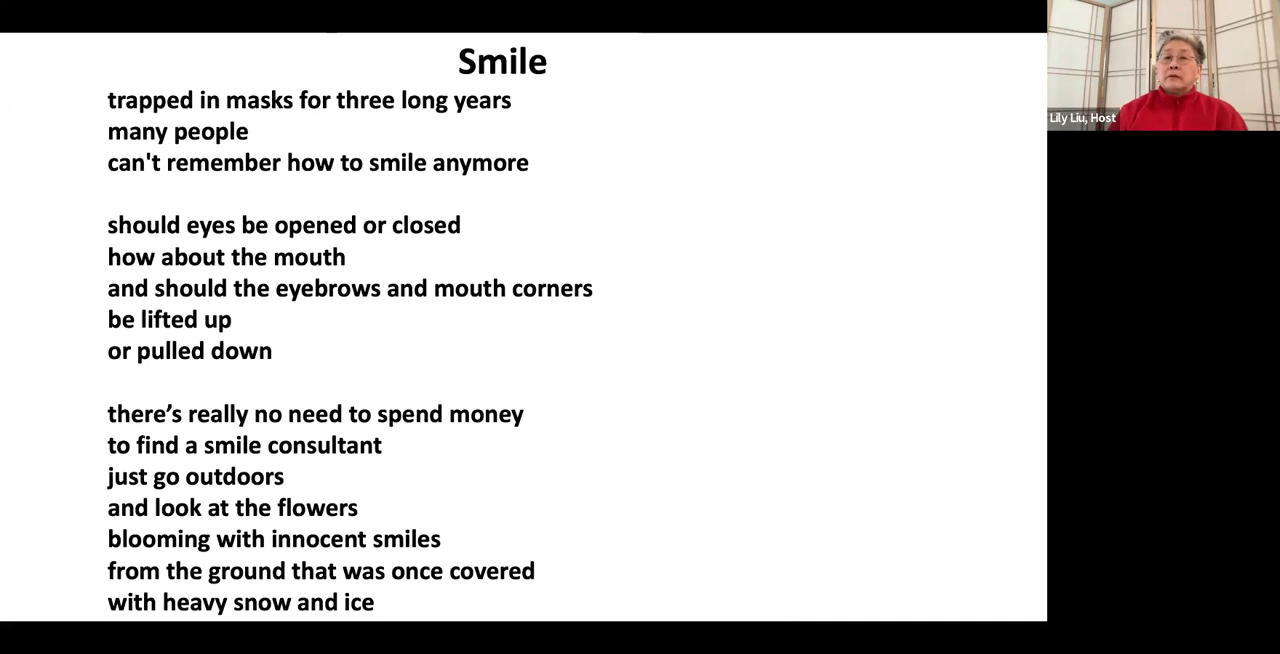 Smile
trapped in masks for three long years
many people
can't remember how to smile anymore
should eyes be opened or closed
how about the mouth
and should the eyebrows and mouth corners
be lifted up
or pulled down
there’s really no need to spend money
to find a smile consultant
just go outdoors
and look at the flowers
blooming with innocent smiles
from the ground that was once covered
with heavy snow and ice
Lily Liu, Host